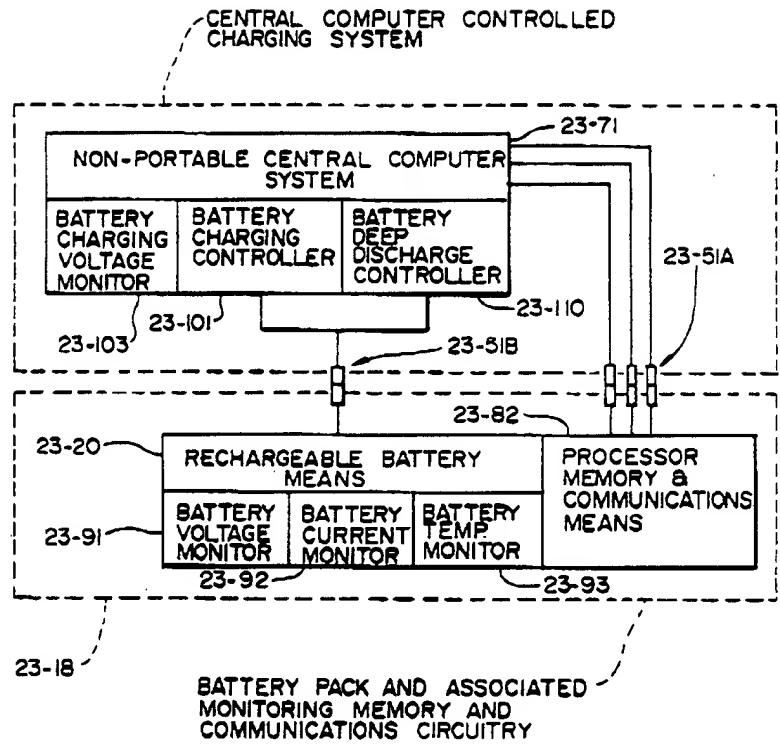 CENTRAL COMPUTER CONTROLLED
CHARGING SYSTEM
23-71
NON-PORTABLE CENTRAL COMPUTER
SYSTEM
BATTERY
CHARGING
VOLTAGE
MONITOR
BATTERY
CHARGING
CONTROLLER
BATTERY
DEEP
DISCHARGE
CONTROLLER
23-51A
23-103
23-101
23-110
23-51B
23-82
23-20
RECHARGEABLE BATTERY
MEANS
PROCESSOR
MEMORY &
COMMUNICATIONS
MEANS
23-91
BATTERY
VOLTAGE
MONITOR
BATTERY
CURRENT
MONITOR
BATTERY
TEMP.
MONITOR
23-92
23-93
23-18
BATTERY PACK AND ASSOCIATED
MONITORING MEMORY AND
COMMUNICATIONS CIRCUITRY